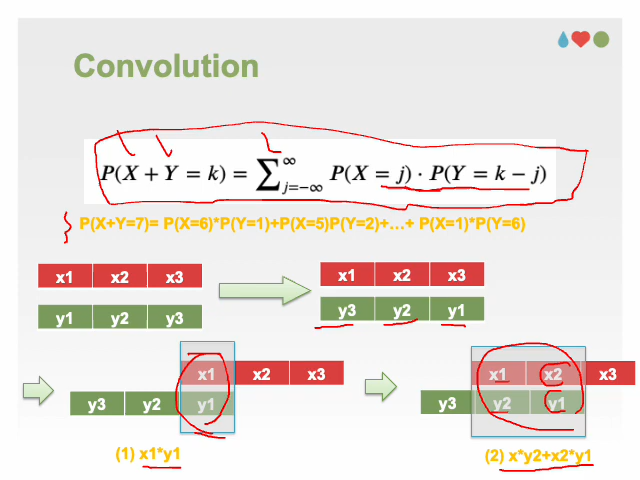 Convolution
P(X + Y = k) = ∑_{j=-∞}^{∞} P(X = j) · P(Y = k − j)
P(X+Y=7)= P(X=6)*P(Y=1)+P(X=5)P(Y=2)+…+ P(X=1)*P(Y=6)
x1 x2 x3 x1 x2 x3
y1 y2 y3 y3 y2 y1
x1 x2 x3 x1 x2 x3
y3 y2 y1 y3 y2 y1
(1) x1*y1 (2) x*y2+x2*y1